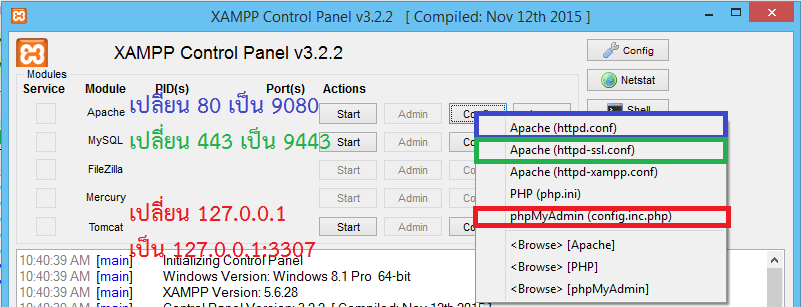 XAMPP Control Panel v3.2.2 [ Compiled: Nov 12th 2015 ]
XAMPP Control Panel v3.2.2
Config
Modules
Service Module PID(s) Port(s) Actions
Netstat
Shell
Apache เปลี่ยน 80 เป็น 9080 Start Admin
Apache (httpd.conf)
MySQL เปลี่ยน 443 เป็น 9443 Start Admin
Apache (httpd-ssl.conf)
FileZilla Start Admin
Apache (httpd-xampp.conf)
PHP (php.ini)
Mercury เปลี่ยน 127.0.0.1 Start Admin
phpMyAdmin (config.inc.php)
Tomcat Start Admin
เป็น 127.0.0.1:3307
<Browse> [Apache]
<Browse> [PHP]
<Browse> [phpMyAdmin]
10:40:39 AM [main] Initializing Control Panel
10:40:39 AM [main] Windows Version: Windows 8.1 Pro 64-bit
10:40:39 AM [main] XAMPP Version: 5.6.28
10:40:39 AM [main] Control Panel Version: 3.2.2 [ Compiled: Nov 12th 2015 ]